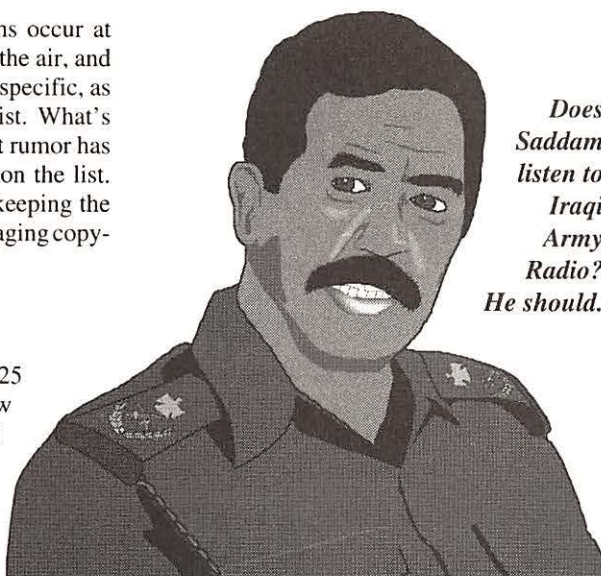 ns occur at
the air, and
specific, as
ist. What's
t rumor has
on the list.
keeping the
aging copy-
25
w
Does
Saddam
listen to
Iraqi
Army
Radio?
He should.